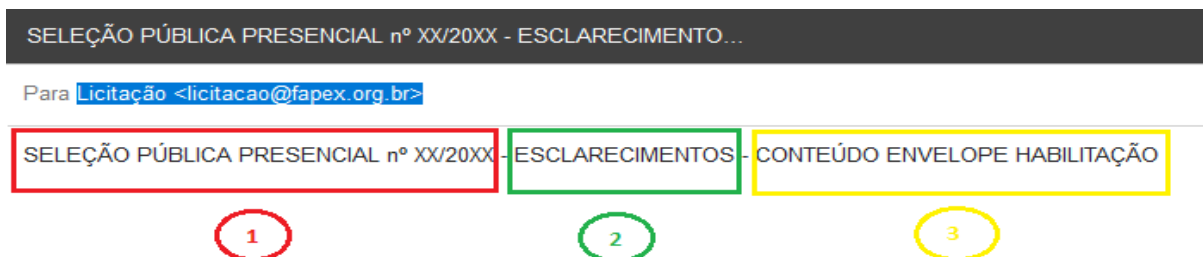 SELEÇÃO PÚBLICA PRESENCIAL nº XX/20XX - ESCLARECIMENTO...
Para Licitação <licitacao@fapex.org.br>
SELEÇÃO PÚBLICA PRESENCIAL nº XX/20XX - ESCLARECIMENTOS - CONTEÚDO ENVELOPE HABILITAÇÃO
1 2 3